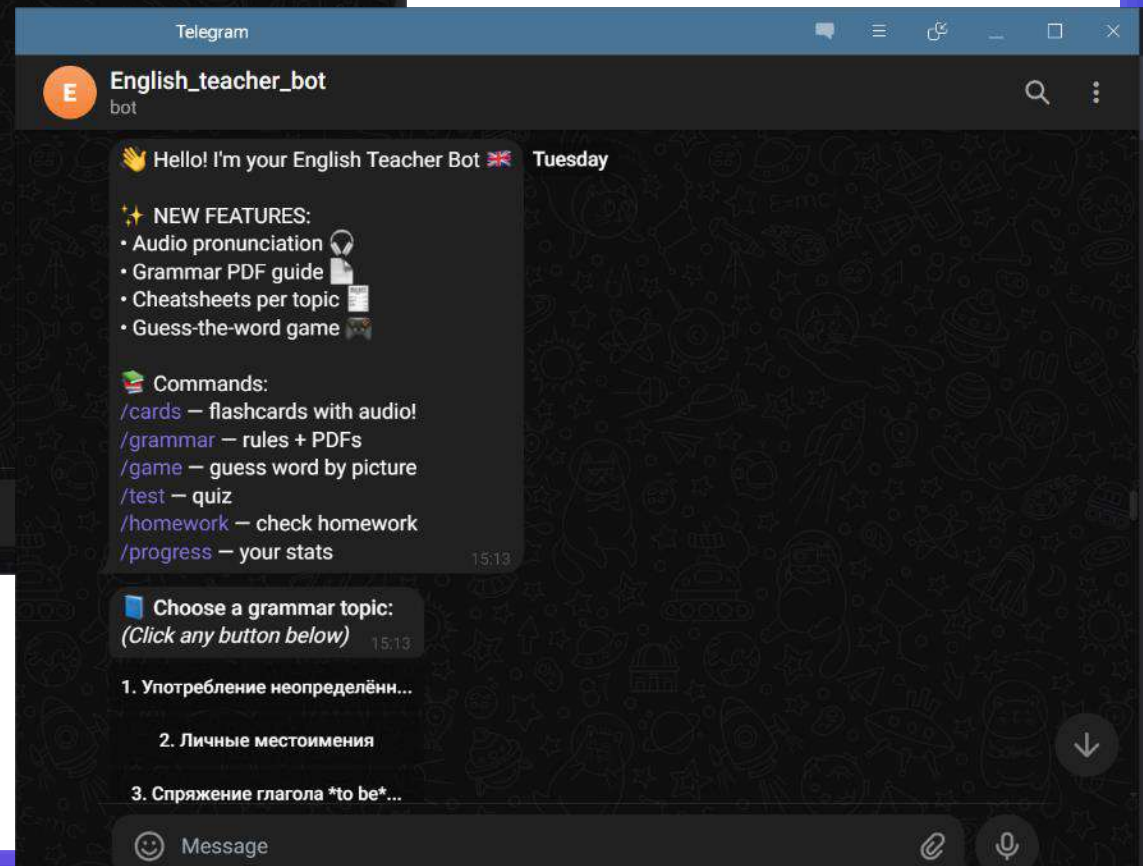 Telegram
E
English_teacher_bot
bot
👋 Hello! I'm your English Teacher Bot 🇬🇧
Tuesday
✨ NEW FEATURES:
• Audio pronunciation 🎧
• Grammar PDF guide 📄
• Cheatsheets per topic 🧾
• Guess-the-word game 🎮
📚 Commands:
/cards — flashcards with audio!
/grammar — rules + PDFs
/game — guess word by picture
/test — quiz
/homework — check homework
/progress — your stats
15:13
📘 Choose a grammar topic:
(Click any button below) 15:13
1. Употребление неопределённ...
2. Личные местоимения
3. Спряжение глагола *to be*...
Message